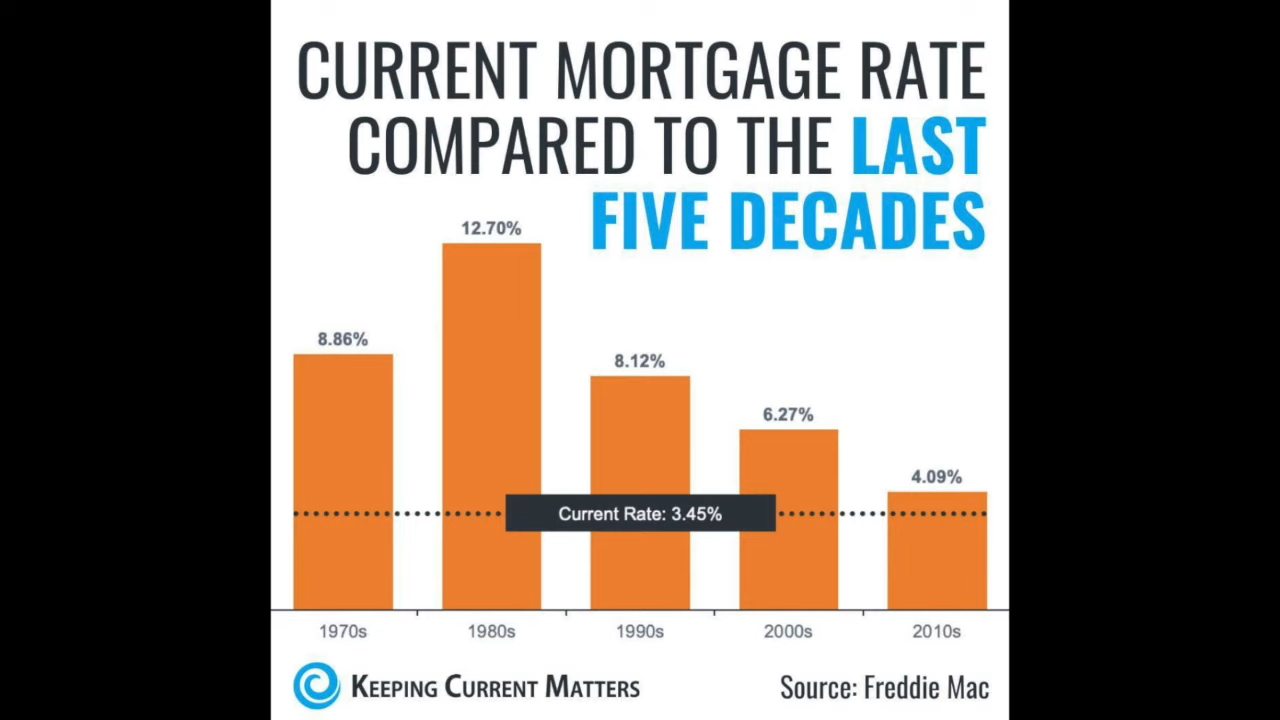 CURRENT MORTGAGE RATE
COMPARED TO THE LAST
FIVE DECADES
12.70%
8.86%
8.12%
6.27%
4.09%
Current Rate: 3.45%
1970s 1980s 1990s 2000s 2010s
KEEPING CURRENT MATTERS
Source: Freddie Mac